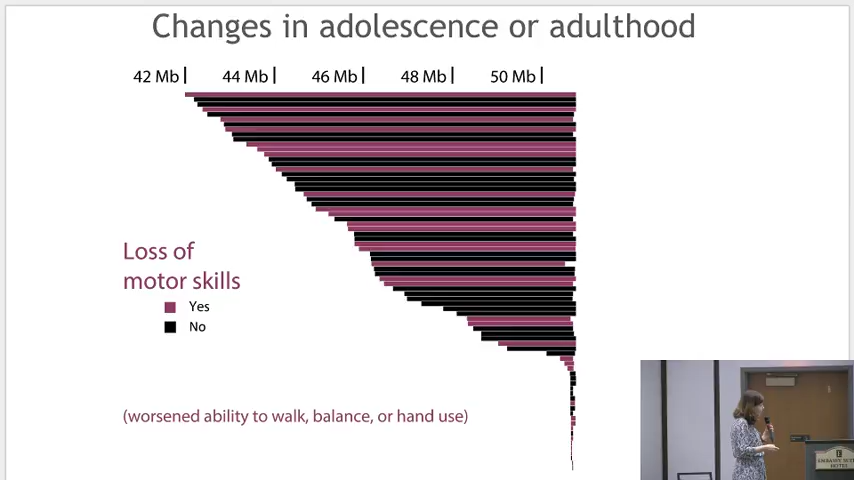 Changes in adolescence or adulthood
42 Mb 44 Mb 46 Mb 48 Mb 50 Mb
Loss of
motor skills
Yes
No
(worsened ability to walk, balance, or hand use)